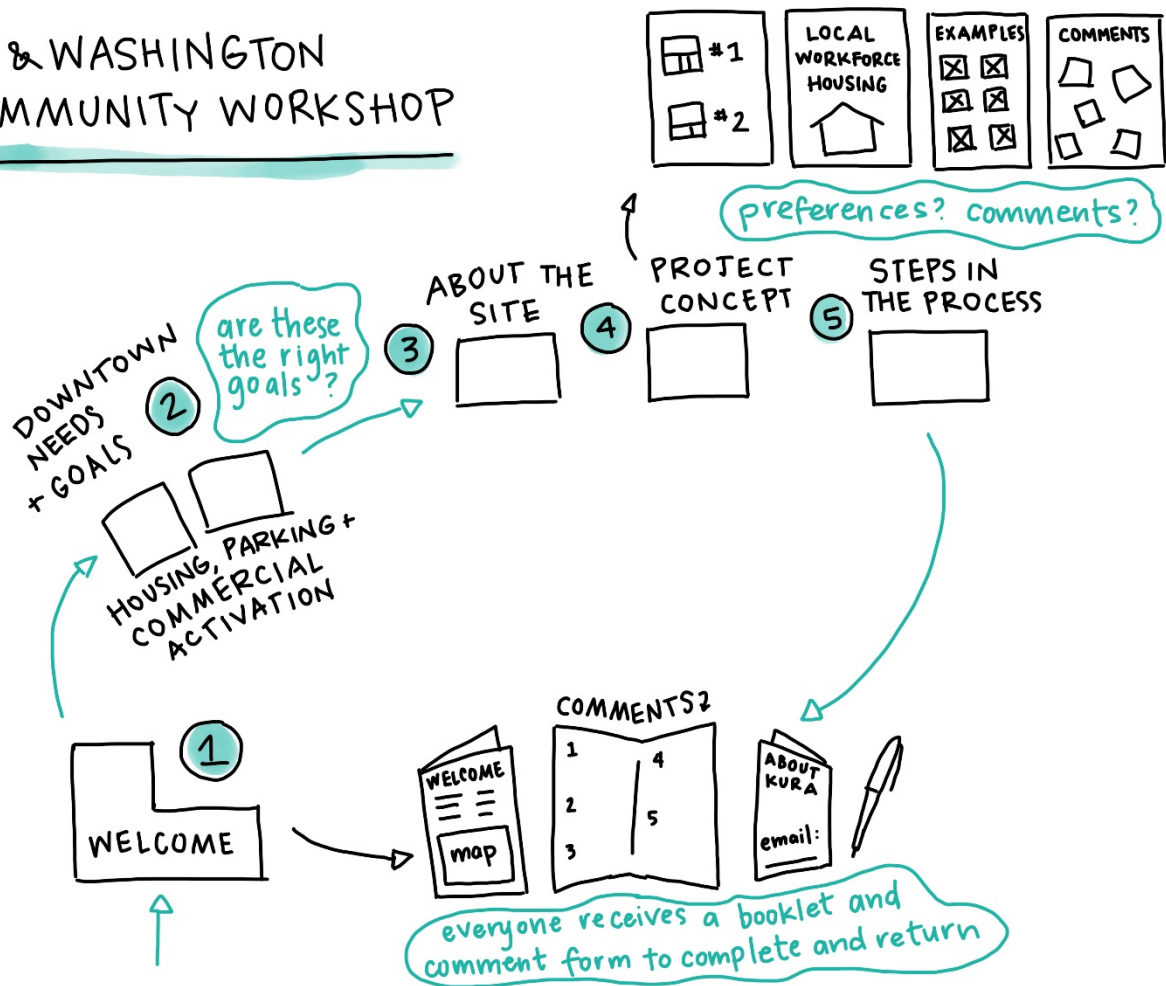 & WASHINGTON
MMUNITY WORKSHOP
#1
#2
LOCAL
WORKFORCE
HOUSING
EXAMPLES
COMMENTS
preferences? comments?
1
WELCOME
2
DOWNTOWN
NEEDS
+ GOALS
are these
the right
goals?
HOUSING, PARKING +
COMMERCIAL
ACTIVATION
3
ABOUT THE
SITE
4
PROJECT
CONCEPT
5
STEPS IN
THE PROCESS
WELCOME
map
COMMENTS?
1
2
3
4
5
ABOUT
KURA
email:
everyone receives a booklet and
comment form to complete and return